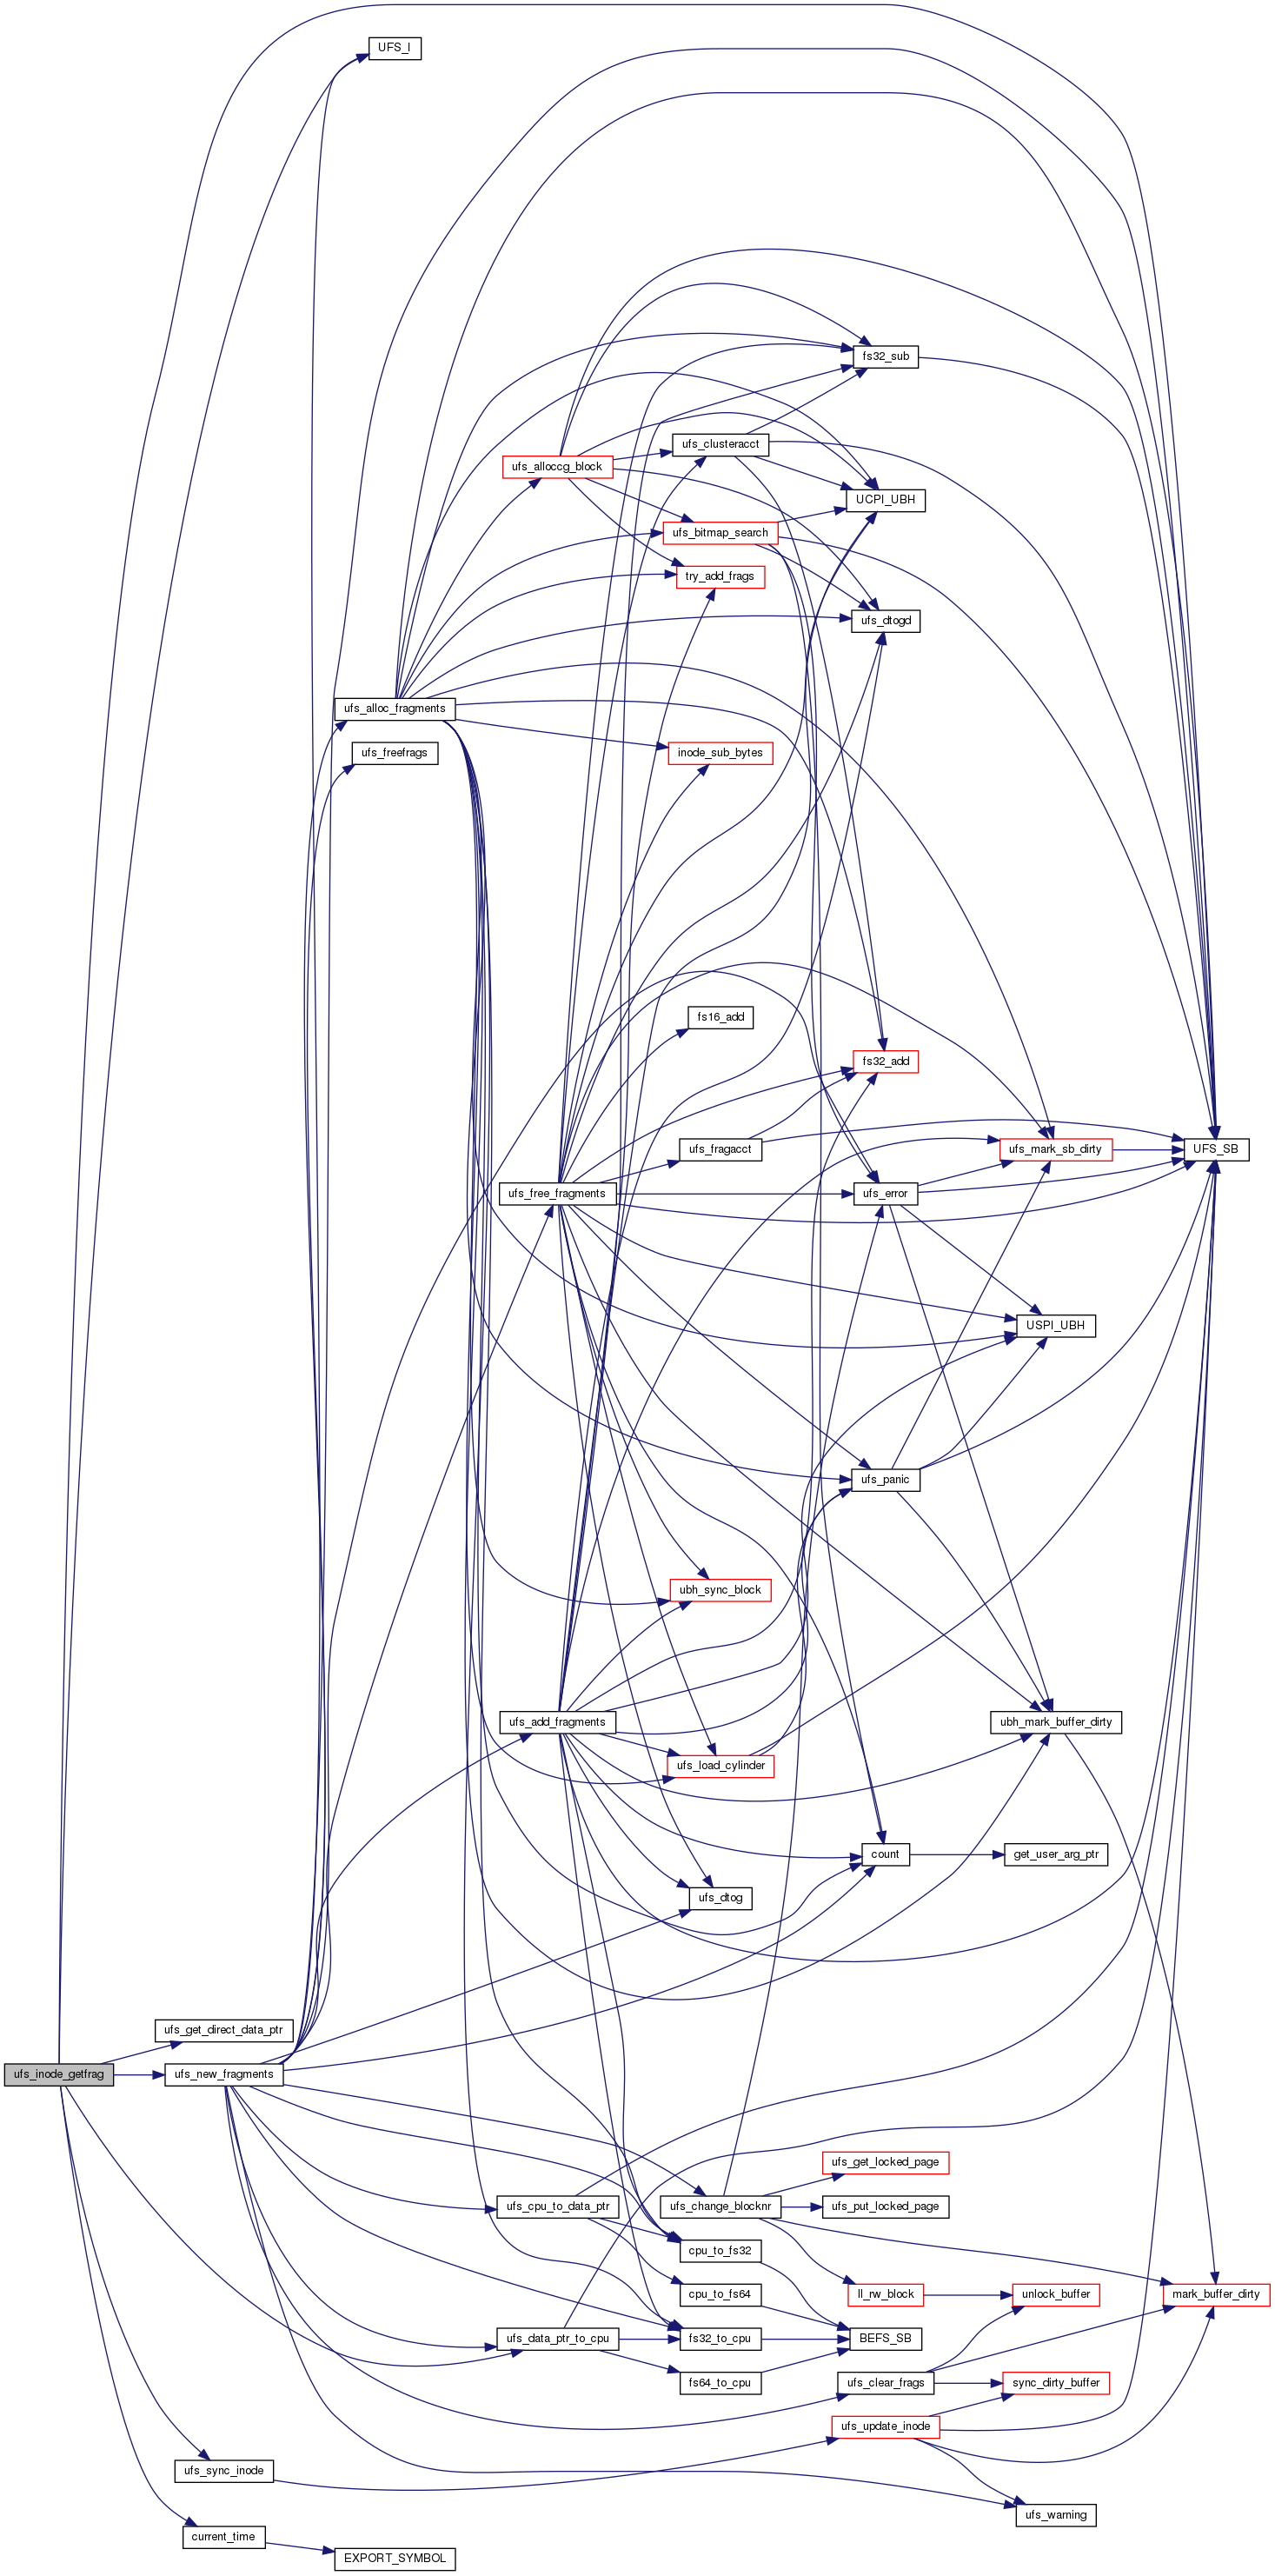 UFS_I
fs32_sub
ufs_clusteracct
ufs_alloccg_block
UCPI_UBH
ufs_bitmap_search
try_add_frags
ufs_dtogd
ufs_alloc_fragments
ufs_freefrags
inode_sub_bytes
fs16_add
fs32_add
ufs_fragacct
ufs_mark_sb_dirty
UFS_SB
ufs_free_fragments
ufs_error
USPI_UBH
ufs_panic
ubh_sync_block
ufs_add_fragments
ubh_mark_buffer_dirty
ufs_load_cylinder
count
get_user_arg_ptr
ufs_dtog
ufs_get_direct_data_ptr
ufs_inode_getfrag
ufs_new_fragments
ufs_get_locked_page
ufs_cpu_to_data_ptr
ufs_change_blocknr
ufs_put_locked_page
cpu_to_fs32
cpu_to_fs64
ll_rw_block
unlock_buffer
mark_buffer_dirty
ufs_data_ptr_to_cpu
fs32_to_cpu
BEFS_SB
fs64_to_cpu
ufs_clear_frags
sync_dirty_buffer
ufs_update_inode
ufs_sync_inode
ufs_warning
current_time
EXPORT_SYMBOL